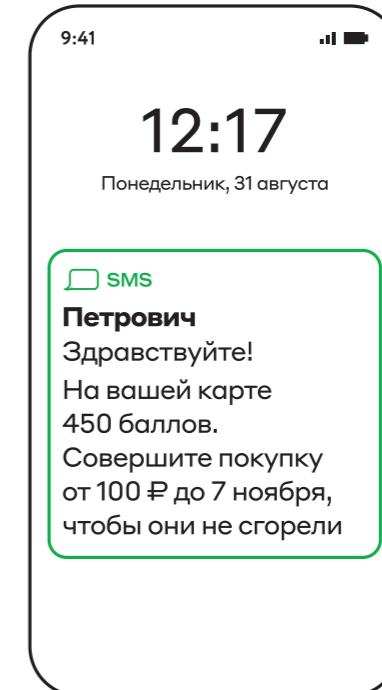 9:41
12:17
Понедельник, 31 августа
SMS
Петрович
Здравствуйте!
На вашей карте
450 баллов.
Совершите покупку
от 100 ₽ до 7 ноября,
чтобы они не сгорели